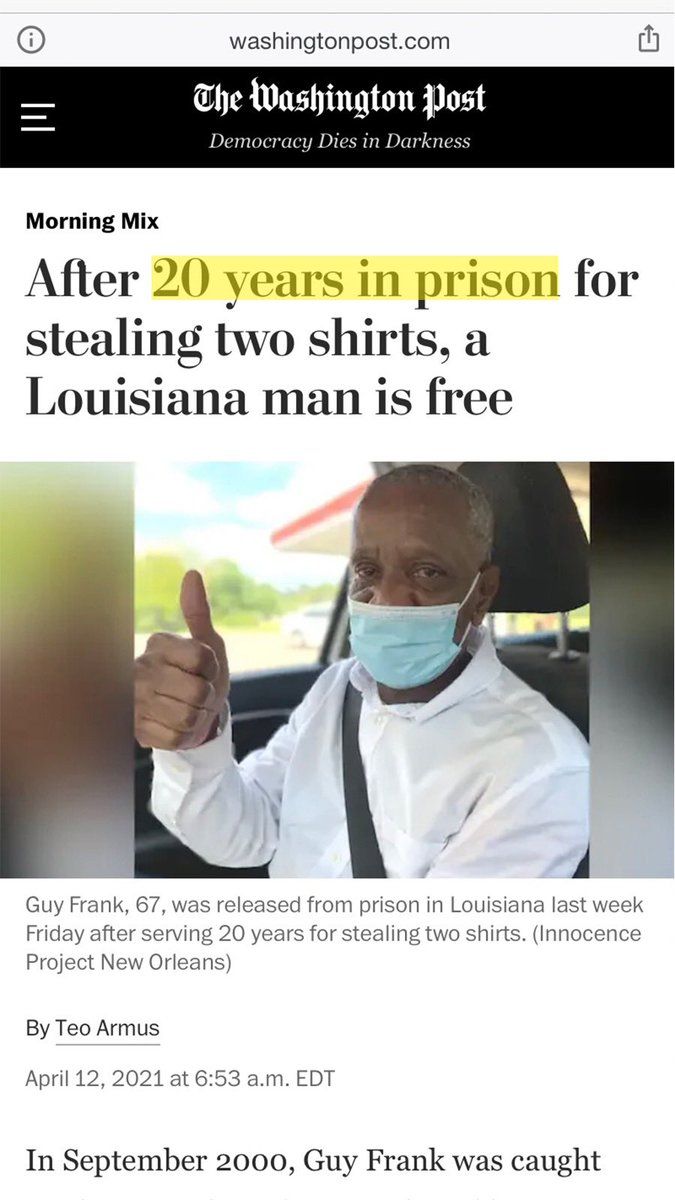 washingtonpost.com
The Washington Post
Democracy Dies in Darkness
Morning Mix
After 20 years in prison for
stealing two shirts, a
Louisiana man is free
Guy Frank, 67, was released from prison in Louisiana last week
Friday after serving 20 years for stealing two shirts. (Innocence
Project New Orleans)
By Teo Armus
April 12, 2021 at 6:53 a.m. EDT
In September 2000, Guy Frank was caught